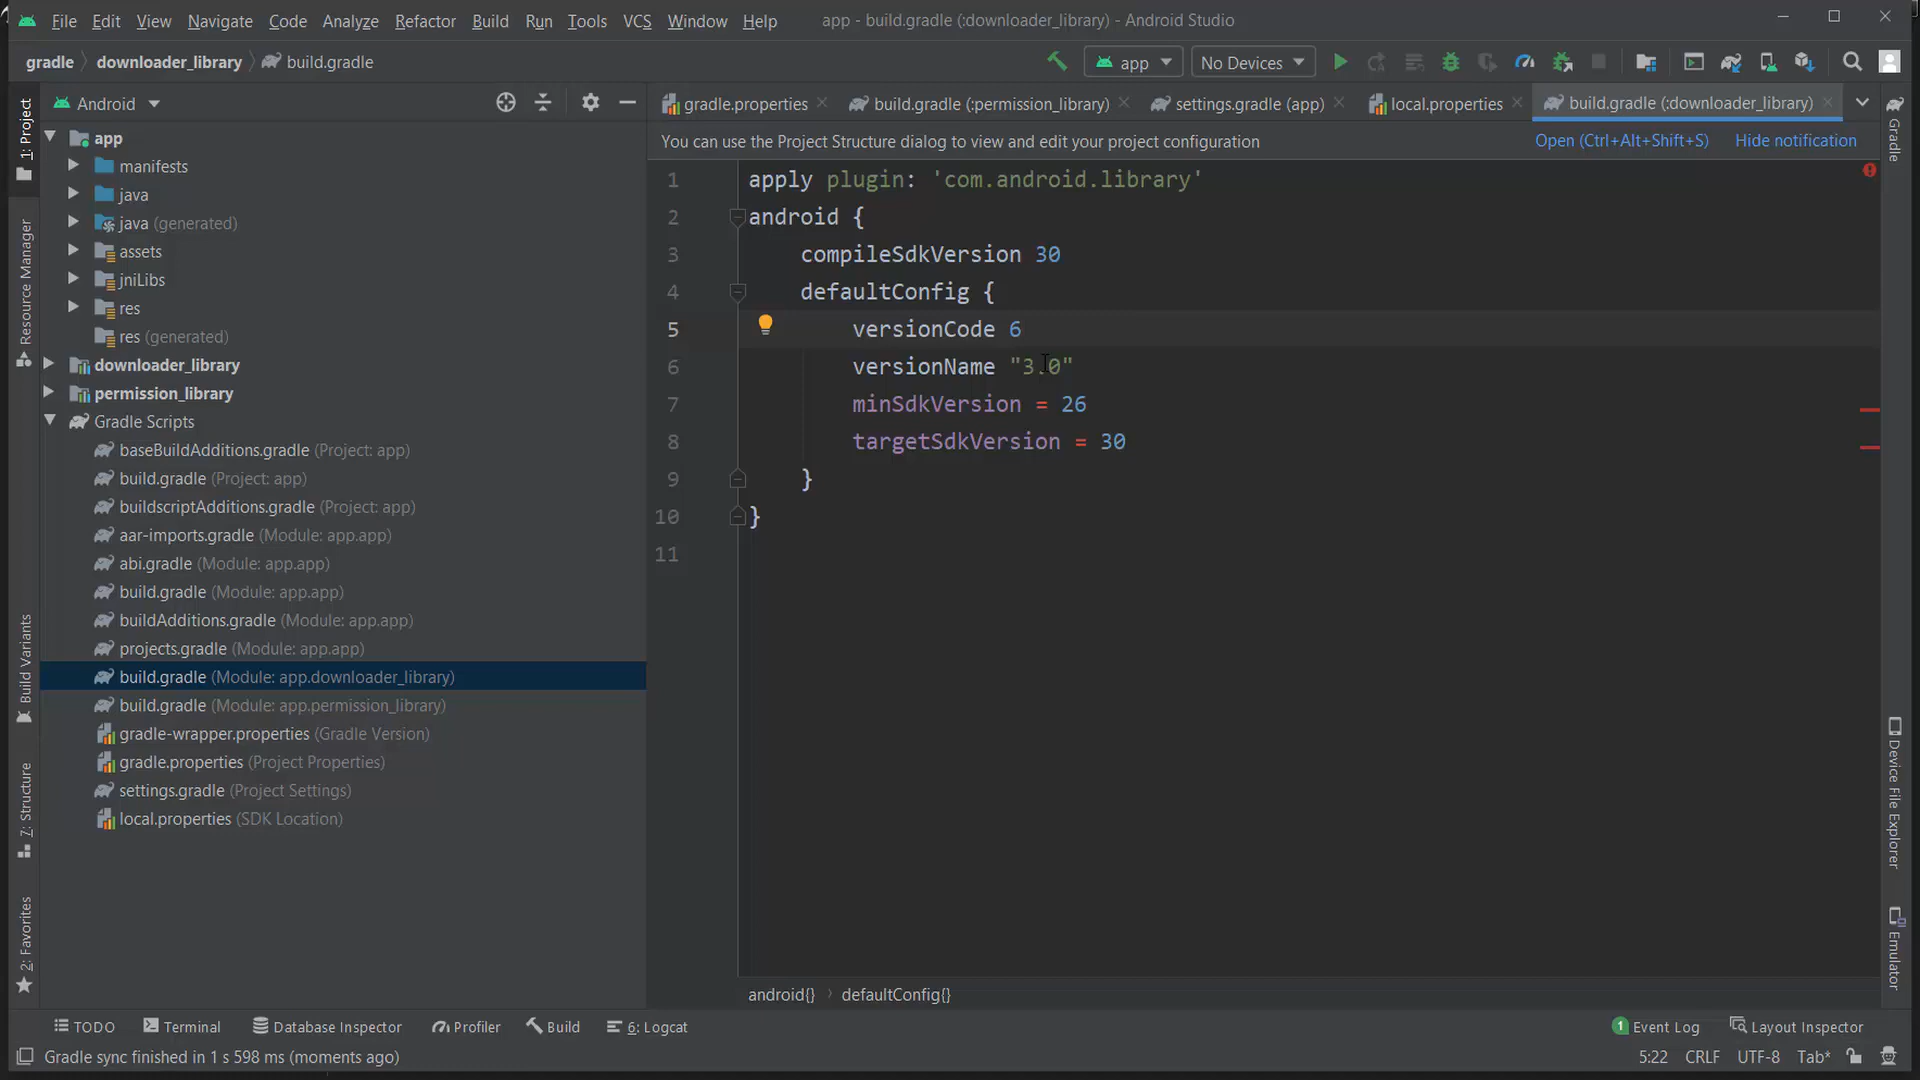 File Edit View Navigate Code Analyze Refactor Build Run Tools VCS Window Help app - build.gradle (:downloader_library) - Android Studio
gradle downloader_library build.gradle app No Devices
1: Project
Resource Manager
Build Variants
7: Structure
2: Favorites
Android
app
manifests
java
java (generated)
assets
jniLibs
res
res (generated)
downloader_library
permission_library
Gradle Scripts
baseBuildAdditions.gradle (Project: app)
build.gradle (Project: app)
buildscriptAdditions.gradle (Project: app)
aar-imports.gradle (Module: app.app)
abi.gradle (Module: app.app)
build.gradle (Module: app.app)
buildAdditions.gradle (Module: app.app)
projects.gradle (Module: app.app)
build.gradle (Module: app.downloader_library)
build.gradle (Module: app.permission_library)
gradle-wrapper.properties (Gradle Version)
gradle.properties (Project Properties)
settings.gradle (Project Settings)
local.properties (SDK Location)
gradle.properties build.gradle (:permission_library) settings.gradle (app) local.properties build.gradle (:downloader_library)
You can use the Project Structure dialog to view and edit your project configuration Open (Ctrl+Alt+Shift+S) Hide notification
1 apply plugin: 'com.android.library'
2 android {
3 compileSdkVersion 30
4 defaultConfig {
5 versionCode 6
6 versionName "3.0"
7 minSdkVersion = 26
8 targetSdkVersion = 30
9 }
10 }
11
android{} defaultConfig{}
Gradle
Device File Explorer
Emulator
TODO Terminal Database Inspector Profiler Build 6: Logcat 1 Event Log Layout Inspector
Gradle sync finished in 1 s 598 ms (moments ago) 5:22 CRLF UTF-8 Tab*